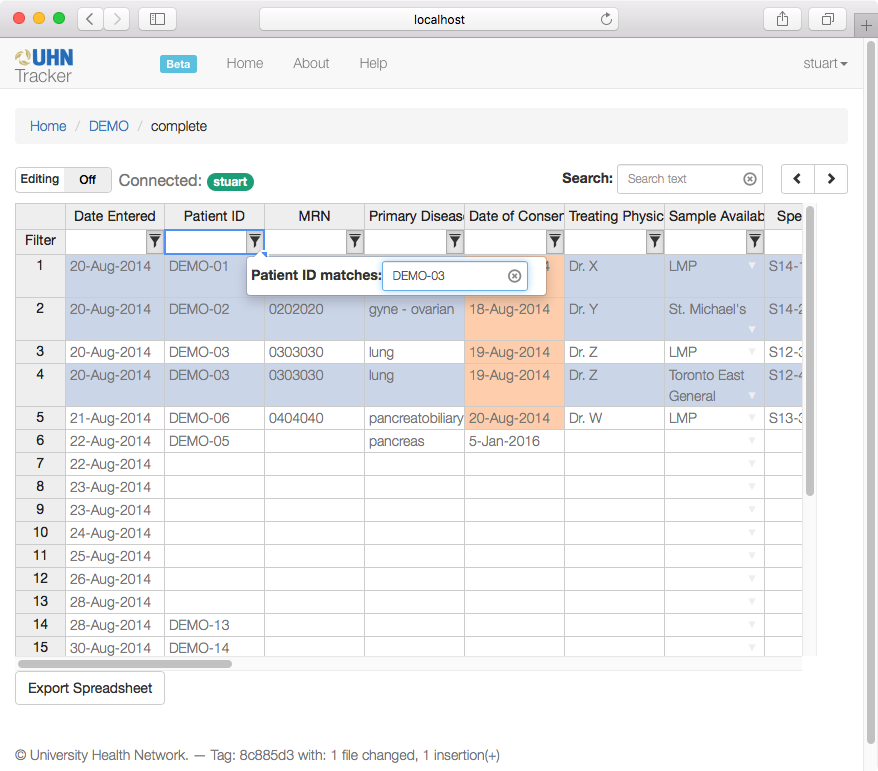 localhost
UHN
Tracker
Beta Home About Help stuart
Home / DEMO / complete
Editing Off Connected: stuart Search: Search text
Date Entered Patient ID MRN Primary Diseas Date of Conser Treating Physic Sample Availab Spe
Filter
Patient ID matches: DEMO-03
1 20-Aug-2014 DEMO-01 Dr. X LMP S14-1
2 20-Aug-2014 DEMO-02 0202020 gyne - ovarian 18-Aug-2014 Dr. Y St. Michael's S14-2
3 20-Aug-2014 DEMO-03 0303030 lung 19-Aug-2014 Dr. Z LMP S12-3
4 20-Aug-2014 DEMO-03 0303030 lung 19-Aug-2014 Dr. Z Toronto East S12-4
General
5 21-Aug-2014 DEMO-06 0404040 pancreatobiliary 20-Aug-2014 Dr. W LMP S13-3
6 22-Aug-2014 DEMO-05 pancreas 5-Jan-2016
7 22-Aug-2014
8 23-Aug-2014
9 23-Aug-2014
10 24-Aug-2014
11 25-Aug-2014
12 26-Aug-2014
13 28-Aug-2014
14 28-Aug-2014 DEMO-13
15 30-Aug-2014 DEMO-14
Export Spreadsheet
© University Health Network. — Tag: 8c885d3 with: 1 file changed, 1 insertion(+)